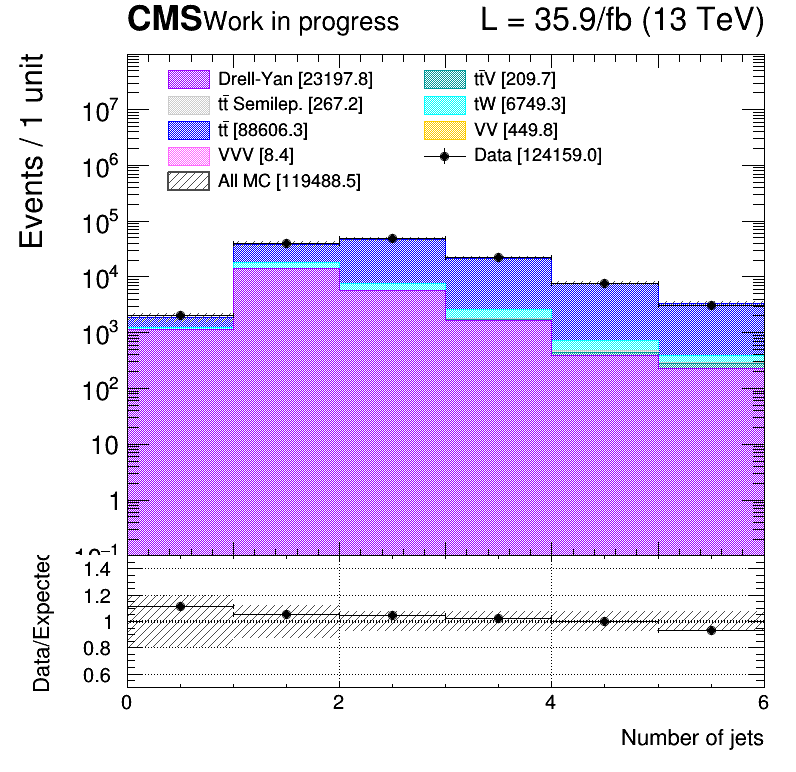 CMS Work in progress L = 35.9/fb (13 TeV)
Events / 1 unit
Drell-Yan [23197.8] tt̄V [209.7]
tt̄ Semilep. [267.2] tW [6749.3]
tt̄ [88606.3] VV [449.8]
VVV [8.4] Data [124159.0]
All MC [119488.5]
10⁷
10⁶
10⁵
10⁴
10³
10²
10
1
10⁻¹
Data/Expected
1.4
1.2
1
0.8
0.6
0 2 4 6
Number of jets